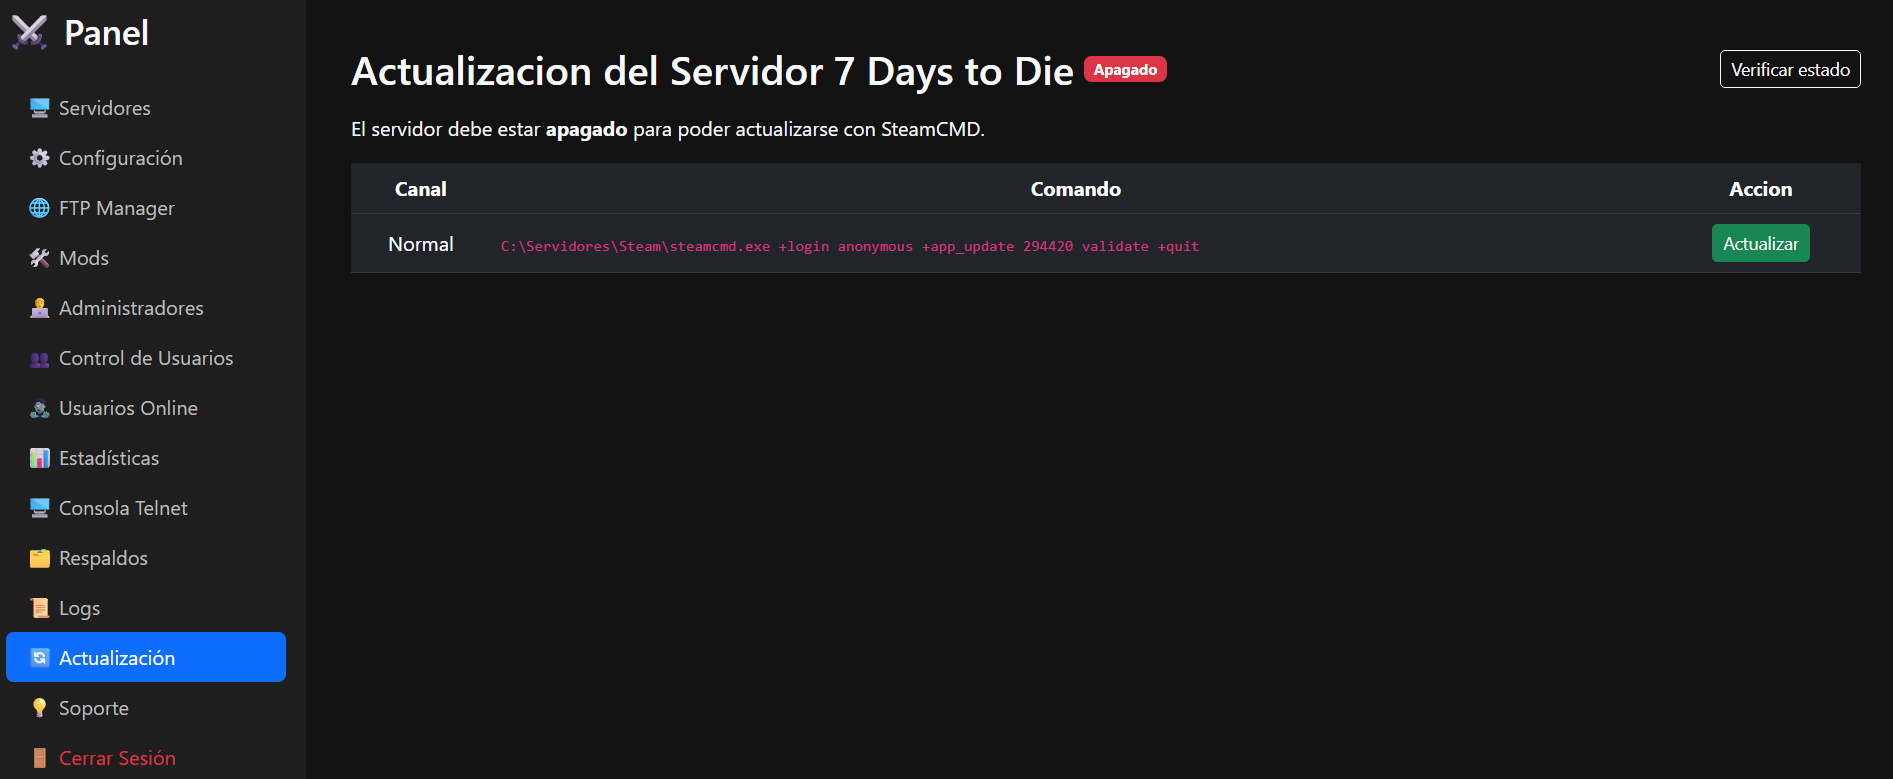 Panel
Servidores
Configuración
FTP Manager
Mods
Administradores
Control de Usuarios
Usuarios Online
Estadísticas
Consola Telnet
Respaldos
Logs
Actualización
Soporte
Cerrar Sesión
Actualizacion del Servidor 7 Days to Die Apagado
Verificar estado
El servidor debe estar apagado para poder actualizarse con SteamCMD.
Canal Comando Accion
Normal C:\Servidores\Steam\steamcmd.exe +login anonymous +app_update 294420 validate +quit Actualizar